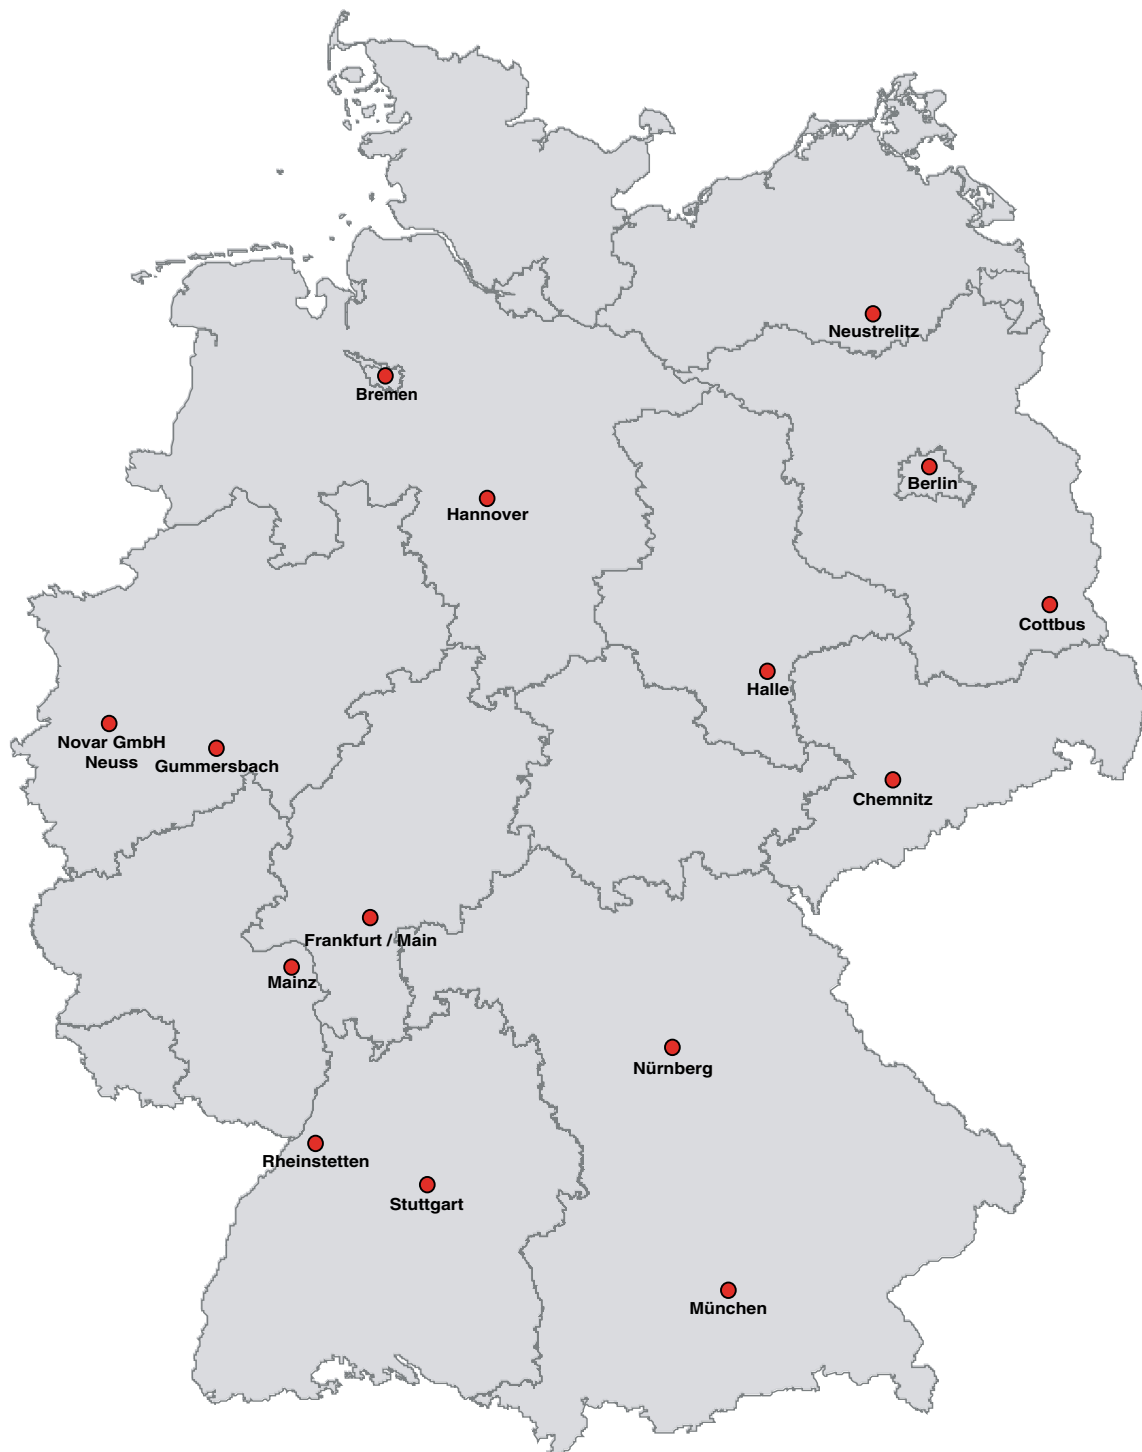 Neustrelitz
Bremen
Berlin
Hannover
Cottbus
Halle
Novar GmbH
Neuss
Gummersbach
Chemnitz
Frankfurt / Main
Mainz
Nürnberg
Rheinstetten
Stuttgart
München